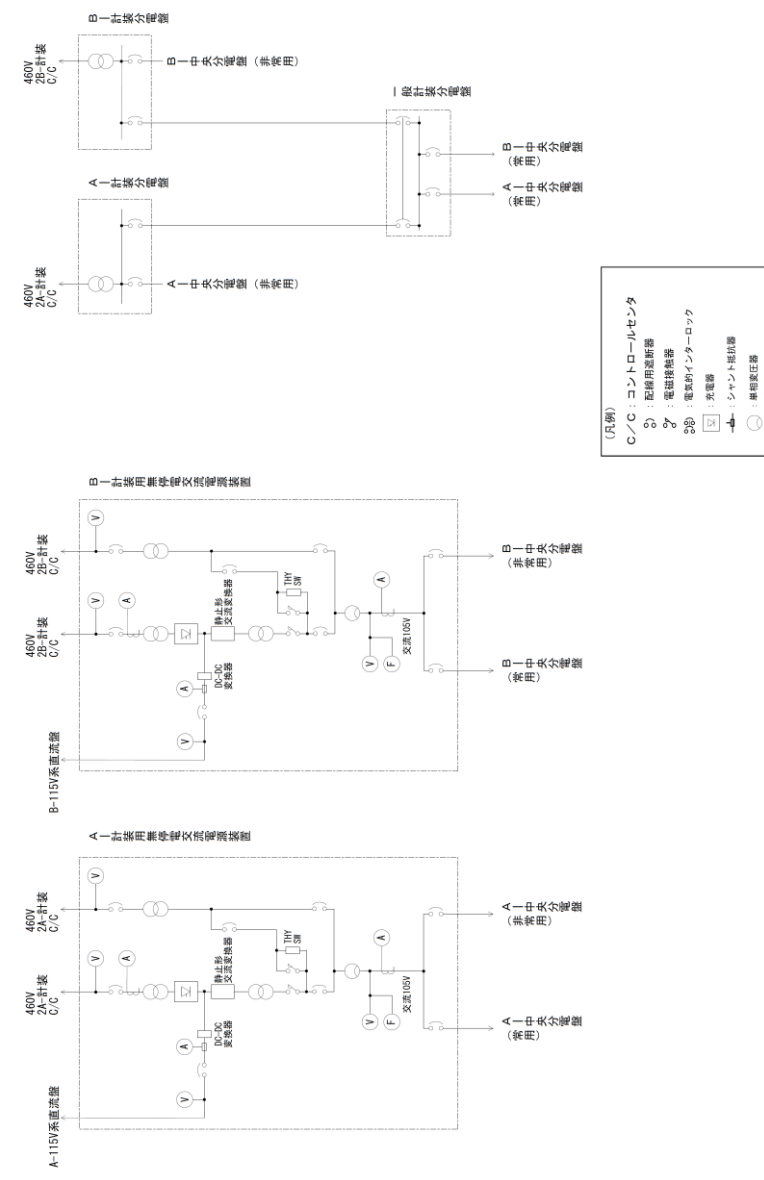 A-115V系直流盤
460V
2A-計装
C/C
460V
2A-計装
C/C
A－計装用無停電交流電源装置
V
A
V
V
A
DC-DC
変換器
静止形
交流変換器
THY
SW
V
F
A
交流105V
A－中央分電盤
(常用)
A－中央分電盤
(非常用)
B-115V系直流盤
460V
2B-計装
C/C
460V
2B-計装
C/C
B－計装用無停電交流電源装置
V
A
V
V
A
DC-DC
変換器
静止形
交流変換器
THY
SW
V
F
A
交流105V
B－中央分電盤
(常用)
B－中央分電盤
(非常用)
460V
2A-計装
C/C
A－計装分電盤
A－中央分電盤（非常用）
460V
2B-計装
C/C
B－計装分電盤
B－中央分電盤（非常用）
一般計装分電盤
A－中央分電盤
(常用)
B－中央分電盤
(常用)
(凡例)
C／C：コントロールセンタ
：配線用遮断器
：電磁接触器
：電気的インターロック
：充電器
：シャント抵抗器
：単相変圧器